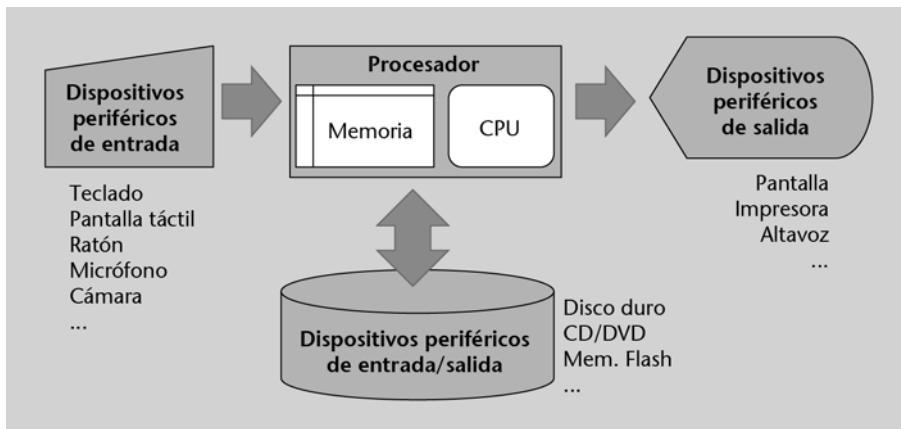 Dispositivos
periféricos
de entrada
Teclado
Pantalla táctil
Ratón
Micrófono
Cámara
...
Procesador
Memoria
CPU
Dispositivos
periféricos
de salida
Pantalla
Impresora
Altavoz
...
Dispositivos periféricos
de entrada/salida
Disco duro
CD/DVD
Mem. Flash
...